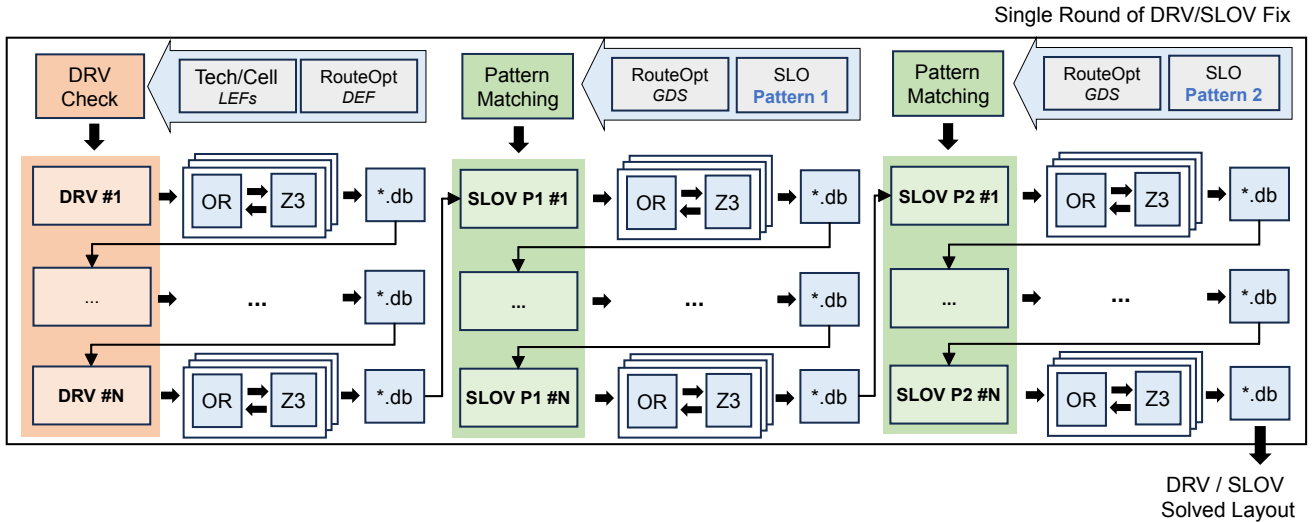 Single Round of DRV/SLOV Fix
DRV
Check
Tech/Cell
LEFs
RouteOpt
DEF
Pattern
Matching
RouteOpt
GDS
SLO
Pattern 1
Pattern
Matching
RouteOpt
GDS
SLO
Pattern 2
DRV #1
OR
Z3
*.db
SLOV P1 #1
OR
Z3
*.db
SLOV P2 #1
OR
Z3
*.db
...
...
*.db
...
...
*.db
...
...
*.db
DRV #N
OR
Z3
*.db
SLOV P1 #N
OR
Z3
*.db
SLOV P2 #N
OR
Z3
*.db
DRV / SLOV
Solved Layout